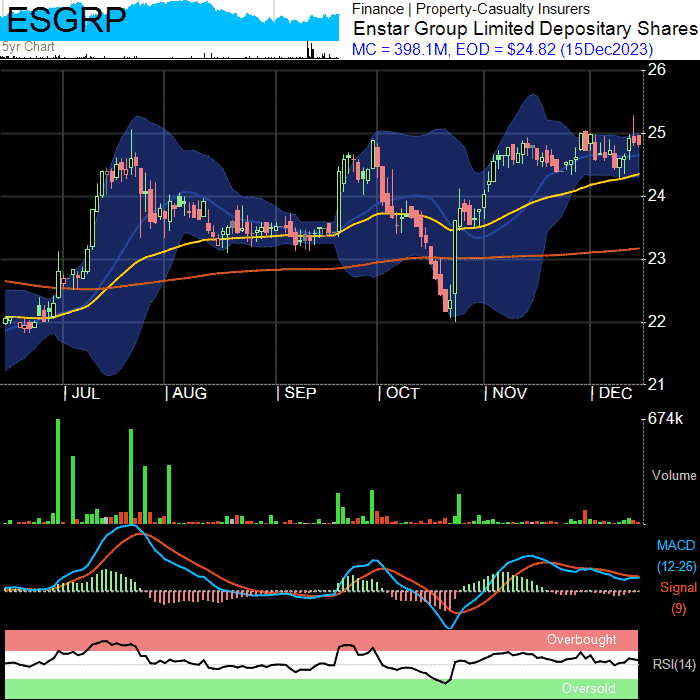 ESGRP
5yr Chart
Finance | Property-Casualty Insurers
Enstar Group Limited Depositary Shares
MC = 398.1M, EOD = $24.82 (15Dec2023)
26
25
24
23
22
21
JUL AUG SEP OCT NOV DEC
674k
Volume
MACD
(12-26)
Signal
(9)
Overbought
RSI(14)
Oversold